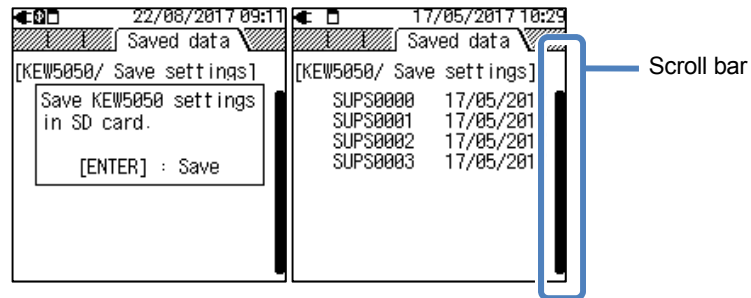 22/08/2017 09:11
Saved data
[KEW5050/ Save settings]
Save KEW5050 settings
in SD card.
[ENTER] : Save
17/05/2017 10:29
Saved data
[KEW5050/ Save settings]
SUPS0000 17/05/201
SUPS0001 17/05/201
SUPS0002 17/05/201
SUPS0003 17/05/201
Scroll bar